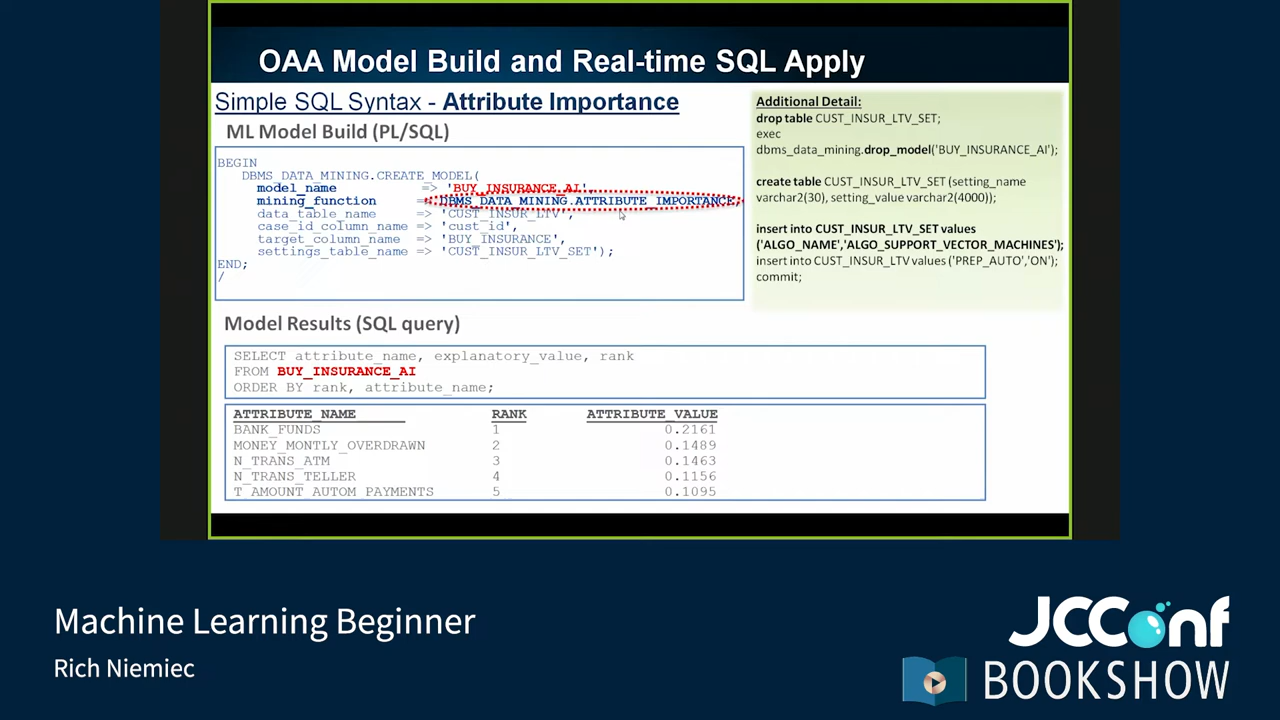 OAA Model Build and Real-time SQL Apply
Simple SQL Syntax - Attribute Importance
ML Model Build (PL/SQL)
BEGIN
DBMS_DATA_MINING.CREATE_MODEL(
model_name => 'BUY_INSURANCE_AI',
mining_function => DBMS_DATA_MINING.ATTRIBUTE_IMPORTANCE,
data_table_name => 'CUST_INSUR_LTV',
case_id_column_name => 'cust_id',
target_column_name => 'BUY_INSURANCE',
settings_table_name => 'CUST_INSUR_LTV_SET');
END;
/
Additional Detail:
drop table CUST_INSUR_LTV_SET;
exec
dbms_data_mining.drop_model('BUY_INSURANCE_AI');
create table CUST_INSUR_LTV_SET (setting_name
varchar2(30), setting_value varchar2(4000));
insert into CUST_INSUR_LTV_SET values
('ALGO_NAME','ALGO_SUPPORT_VECTOR_MACHINES');
insert into CUST_INSUR_LTV values ('PREP_AUTO','ON');
commit;
Model Results (SQL query)
SELECT attribute_name, explanatory_value, rank
FROM BUY_INSURANCE_AI
ORDER BY rank, attribute_name;
ATTRIBUTE_NAME RANK ATTRIBUTE_VALUE
BANK_FUNDS 1 0.2161
MONEY_MONTLY_OVERDRAWN 2 0.1489
N_TRANS_ATM 3 0.1463
N_TRANS_TELLER 4 0.1156
T_AMOUNT_AUTOM_PAYMENTS 5 0.1095
Machine Learning Beginner
Rich Niemiec
JCConf
BOOKSHOW